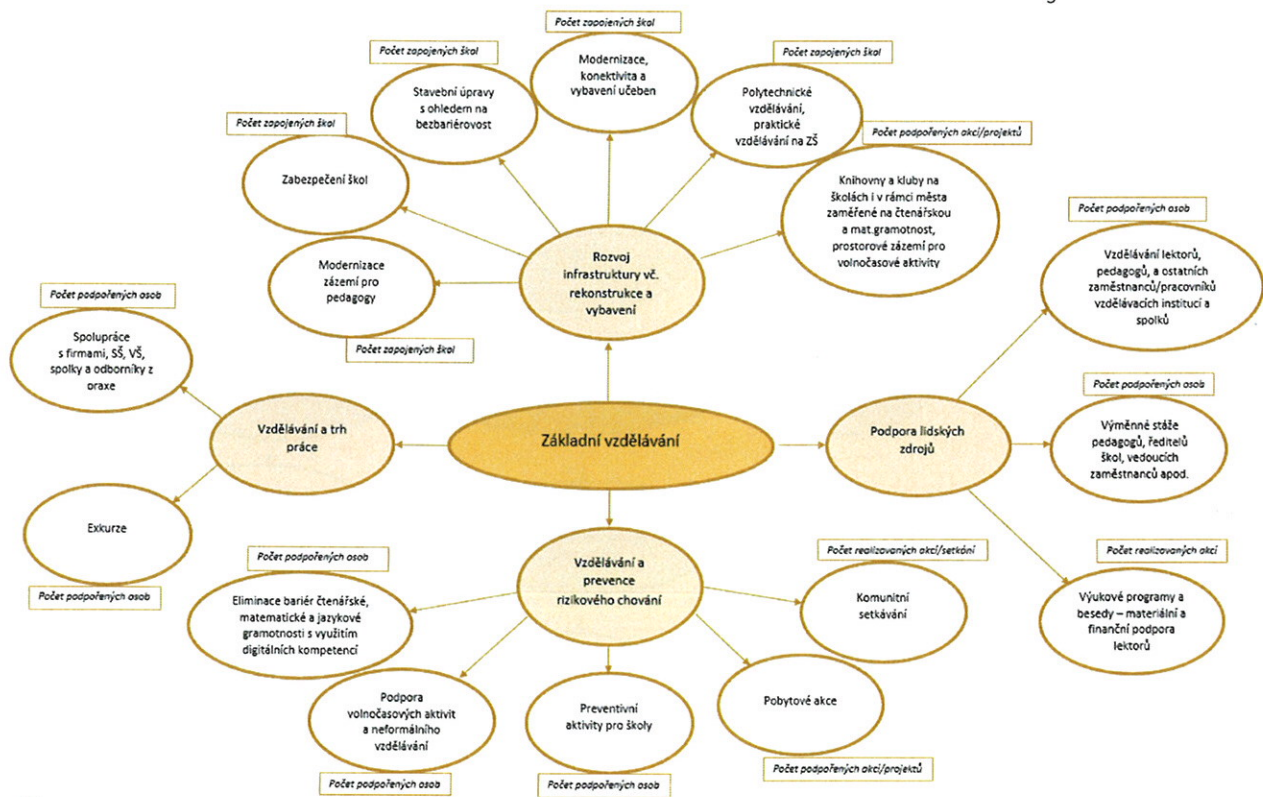 Počet zapojených škol
Modernizace,
konektivita a
vybavení učeben
Počet zapojených škol
Stavební úpravy
s ohledem na
bezbariérovost
Počet zapojených škol
Polytechnické
vzdělávání,
praktické
vzdělávání na ZŠ
Počet zapojených škol
Zabezpečení škol
Počet podpořených akcí/projektů
Knihovny a kluby na
školách i v rámci města
zaměřené na čtenářskou
a mat.gramotnost,
prostorové zázemí pro
volnočasové aktivity
Modernizace
zázemí pro
pedagogy
Počet zapojených škol
Rozvoj
infrastruktury vč.
rekonstrukce a
vybavení
Počet podpořených osob
Vzdělávání lektorů,
pedagogů, a ostatních
zaměstnanců/pracovníků
vzdělávacích institucí a
spolků
Počet podpořených osob
Spolupráce
s firmami, SŠ, VŠ,
spolky a odborníky z
praxe
Vzdělávání a trh
práce
Základní vzdělávání
Podpora lidských
zdrojů
Počet podpořených osob
Výměnné stáže
pedagogů, ředitelů
škol, vedoucích
zaměstnanců apod.
Exkurze
Počet podpořených osob
Vzdělávání a
prevence
rizikového chování
Počet podpořených osob
Eliminace bariér čtenářské,
matematické a jazykové
gramotnosti s využitím
digitálních kompetencí
Počet realizovaných akcí/setkání
Komunitní
setkávání
Počet realizovaných akcí
Výukové programy a
besedy – materiální a
finanční podpora
lektorů
Podpora
volnočasových aktivit
a neformálního
vzdělávání
Počet podpořených osob
Preventivní
aktivity pro školy
Počet podpořených osob
Pobytové akce
Počet podpořených akcí/projektů